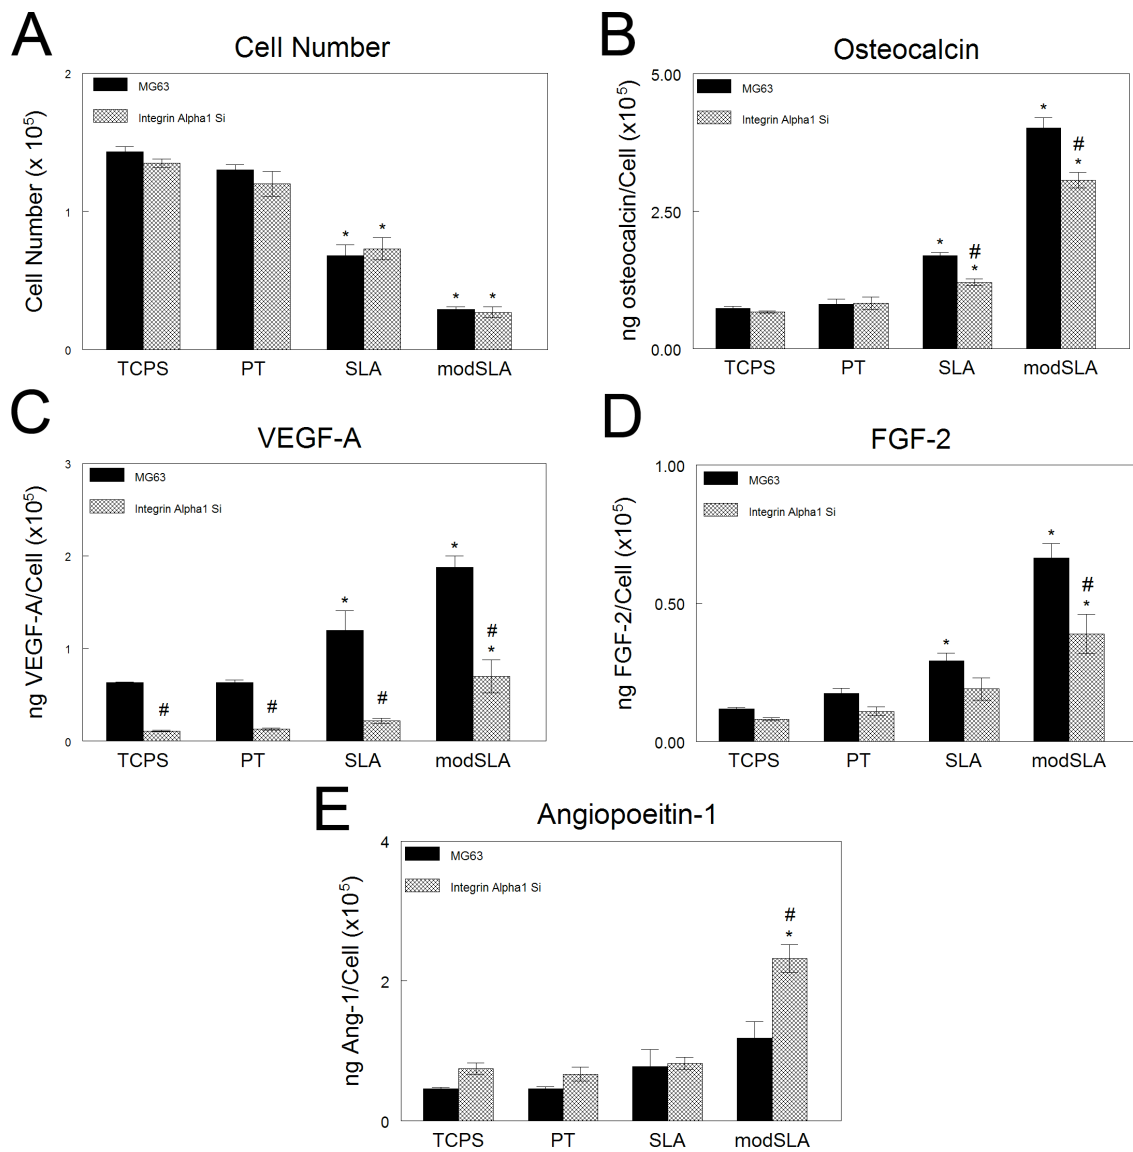 A
Cell Number
2
MG63
Integrin Alpha1 Si
Cell Number (x 10⁵)
1
* *
* *
0
TCPS PT SLA modSLA
B
Osteocalcin
5.00
MG63
Integrin Alpha1 Si
ng osteocalcin/Cell (x10⁵)
*
#
*
2.50
*
#
*
0.00
TCPS PT SLA modSLA
C
VEGF-A
3
MG63
Integrin Alpha1 Si
ng VEGF-A/Cell (x10⁵)
*
2
*
#
*
1
# # #
0
TCPS PT SLA modSLA
D
FGF-2
1.00
MG63
Integrin Alpha1 Si
ng FGF-2/Cell (x10⁵)
*
#
*
0.50
*
0.00
TCPS PT SLA modSLA
E
Angiopoeitin-1
4
MG63
Integrin Alpha1 Si
ng Ang-1/Cell (x10⁵)
#
*
2
0
TCPS PT SLA modSLA